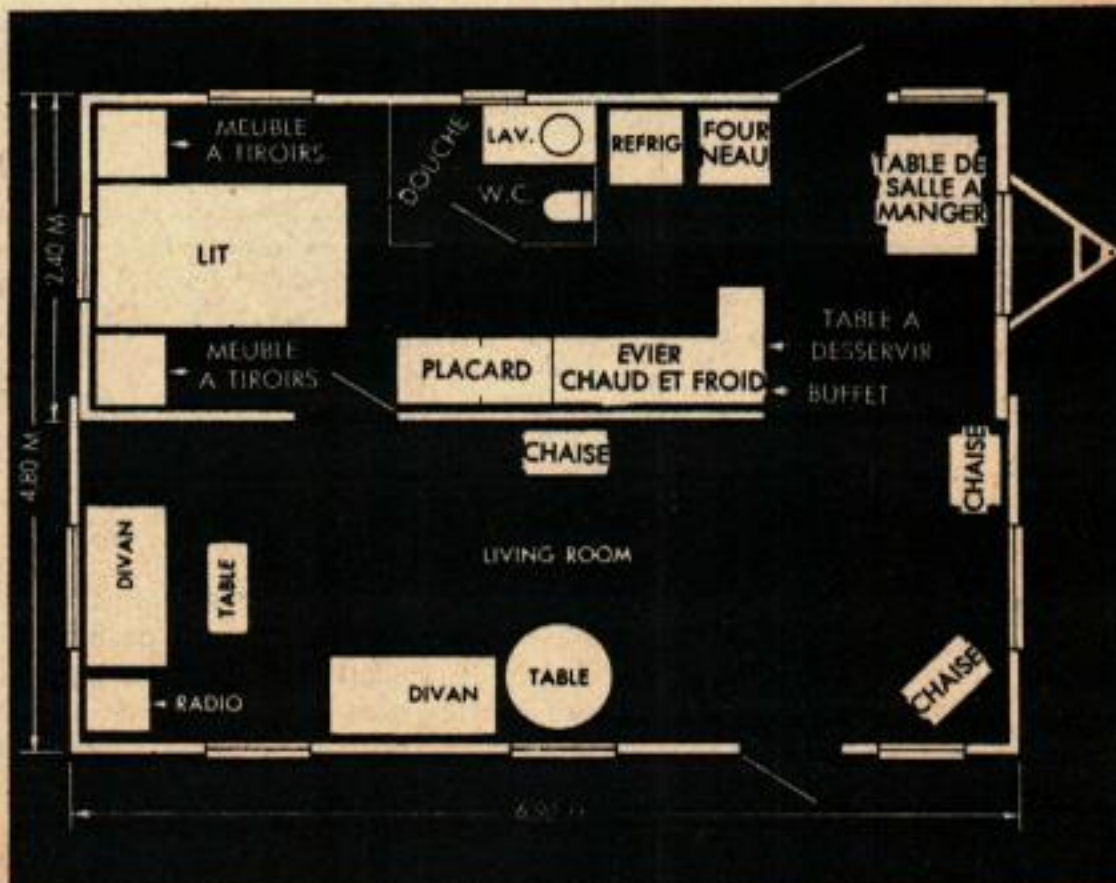 MEUBLE
A TIROIRS
DOUCHE
LAV.
W.C.
REFRIG
FOUR
NEAU
TABLE DE
SALLE A
MANGER
2.40 M
LIT
MEUBLE
A TIROIRS
PLACARD
EVIER
CHAUD ET FROID
TABLE A
DESSERVIR
BUFFET
4.80 M
CHAISE
CHAISE
DIVAN
TABLE
LIVING ROOM
RADIO
DIVAN
TABLE
CHAISE